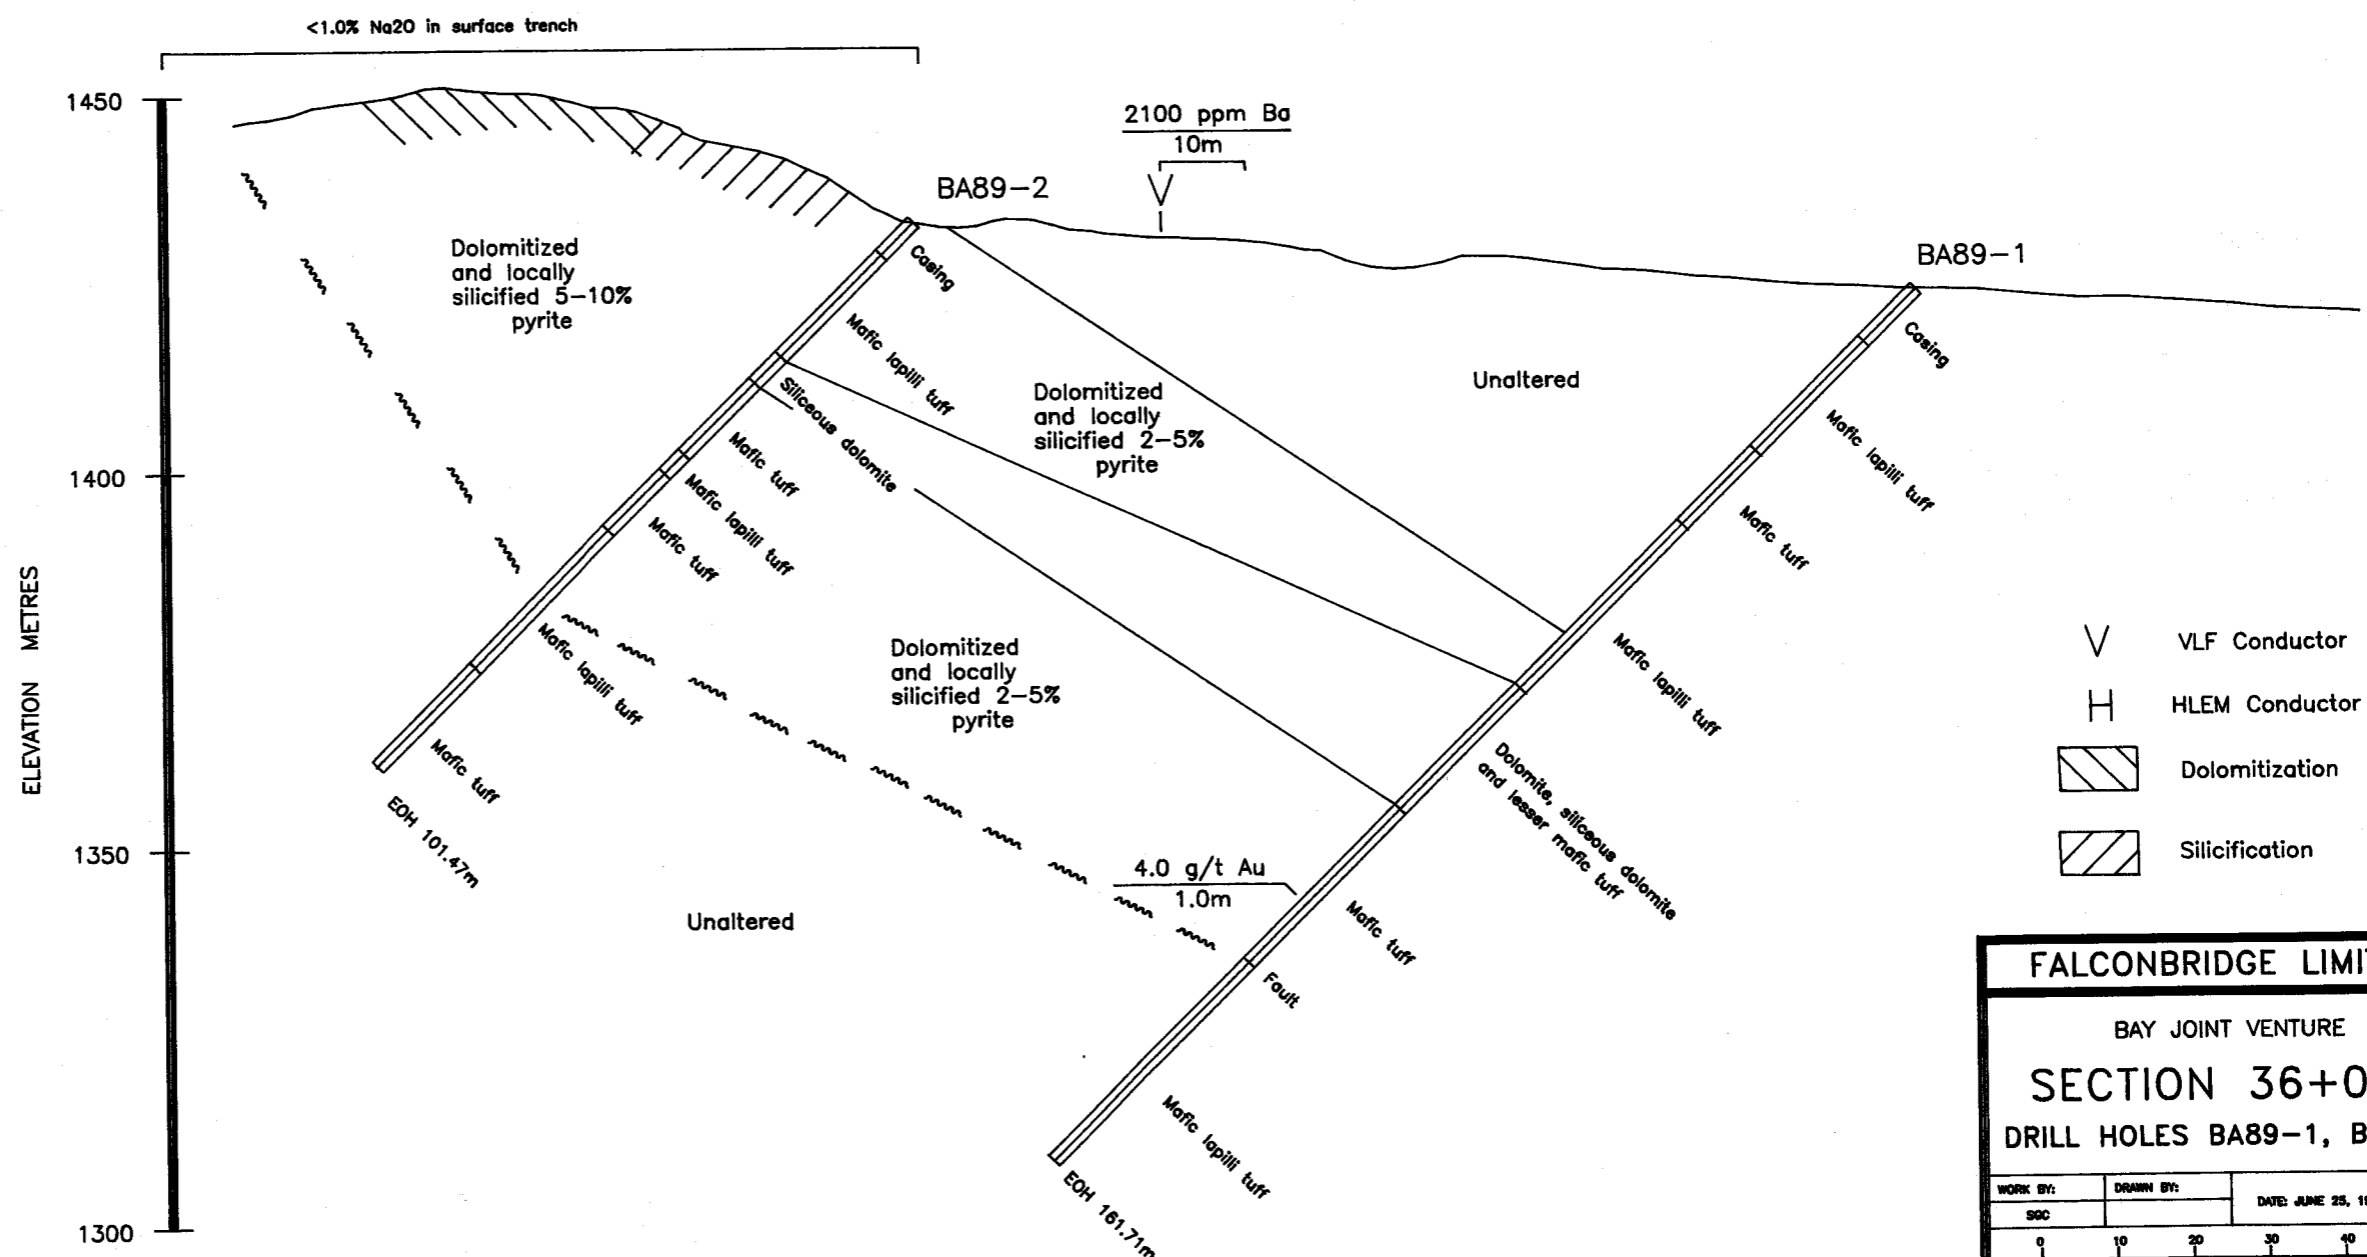 <1.0% Na2O in surface trench
1450
2100 ppm Ba
10m
V
BA89-2
BA89-1
Dolomitized
and locally
silicified 5-10%
pyrite
Casing
Mafic lapilli tuff
Siliceous dolomite
Mafic tuff
Mafic lapilli tuff
Mafic tuff
Mafic lapilli tuff
Mafic tuff
EOH 101.47m
Dolomitized
and locally
silicified 2-5%
pyrite
Unaltered
Casing
Mafic lapilli tuff
Mafic tuff
Mafic lapilli tuff
Dolomite, siliceous dolomite
and lesser mafic tuff
Mafic tuff
Fault
Mafic lapilli tuff
EOH 161.71m
1400
ELEVATION METRES
Dolomitized
and locally
silicified 2-5%
pyrite
1350
4.0 g/t Au
1.0m
Unaltered
1300
V VLF Conductor
H HLEM Conductor
Dolomitization
Silicification
FALCONBRIDGE LIMI
BAY JOINT VENTURE
SECTION 36+0
DRILL HOLES BA89-1, B
WORK BY: DRAWN BY: DATE: JUNE 25, 1
0 10 20 30 40